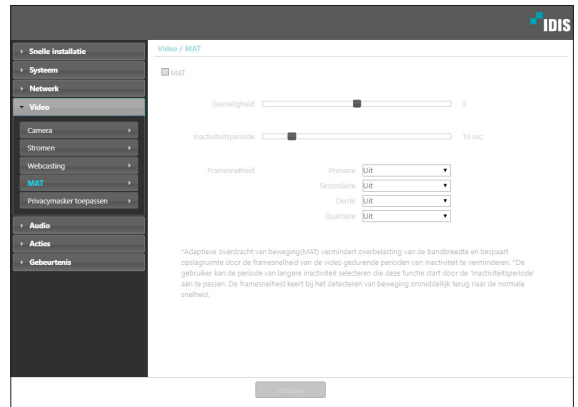 IDIS
Snelle installatie
Systeem
Netwerk
Video
Camera
Stromen
Webcasting
MAT
Privacymasker toepassen
Audio
Acties
Gebeurtenis
Video / MAT
MAT
Gevoeligheid 3
Inactiviteitsperiode 10 sec.
Framesnelheid Primaire Uit
Secondaire Uit
Derde Uit
Quartaire Uit
*Adaptieve overdracht van beweging(MAT) vermindert overbelasting van de bandbreedte en bespaart
opslagruimte door de framesnelheid van de video gedurende perioden van inactiviteit te verminderen. *De
gebruiker kan de periode van langere inactiviteit selecteren die deze functie start door de 'Inactiviteitsperiode'
aan te passen. De framesnelheid keert bij het detecteren van beweging onmiddellijk terug naar de normale
snelheid.